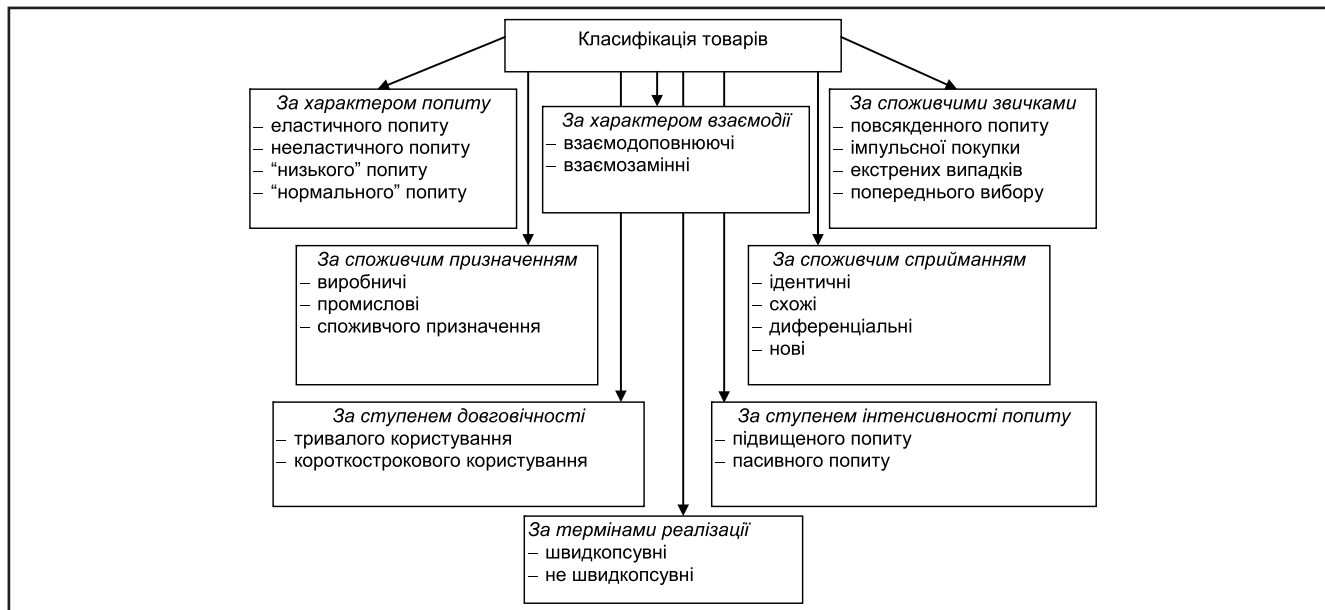 Класифікація товарів
За характером попиту
– еластичного попиту
– нееластичного попиту
– “низького” попиту
– “нормального” попиту
За характером взаємодії
– взаємодоповнюючі
– взаємозамінні
За споживчими звичками
– повсякденного попиту
– імпульсної покупки
– екстрених випадків
– попереднього вибору
За споживчим призначенням
– виробничі
– промислові
– споживчого призначення
За споживчим сприйманням
– ідентичні
– схожі
– диференціальні
– нові
За ступенем довговічності
– тривалого користування
– короткострокового користування
За ступенем інтенсивності попиту
– підвищеного попиту
– пасивного попиту
За термінами реалізації
– швидкопсувні
– не швидкопсувні